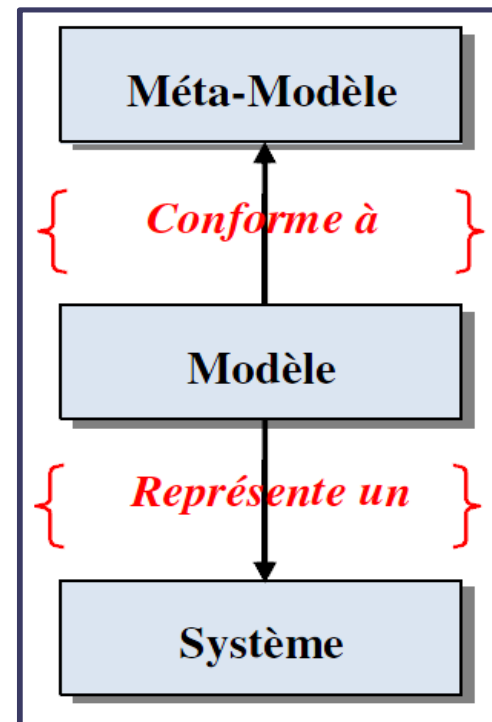 Méta-Modèle
Conforme à
Modèle
Représente un
Système